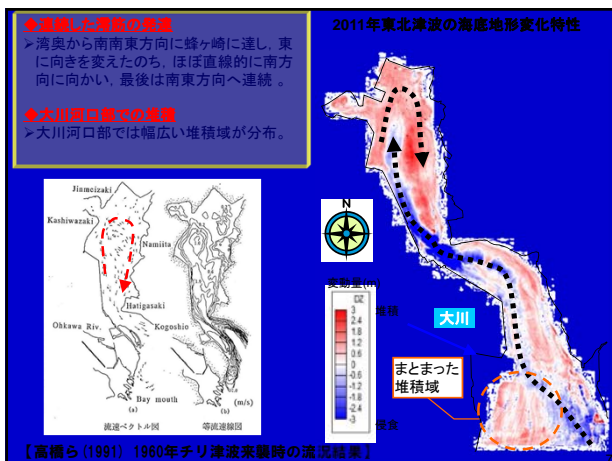 ◆蛇行した澪筋の発達
➢湾奥から南南東方向に蜂ヶ崎に達し，東
に向きを変えたのち，ほぼ直線的に南方
向に向かい，最後は南東方向へ連続 。
◆大川河口部での堆積
➢大川河口部では幅広い堆積域が分布。
2011年東北津波の海底地形変化特性
Jiameizaki
Kashiwazaki
Namiita
Hatigasaki
Ohkawa Riv.
Kogoshio
Bay mouth
(m/s)
(a)
(b)
流速ベクトル図
等流速線図
N
変動量(m)
DZ
3
2.4
1.8
1.2
0.6
0
-0.6
-1.2
-1.8
-2.4
-3
堆積
侵食
大川
まとまった
堆積域
【高橋ら(1991) 1960年チリ津波来襲時の流況結果】